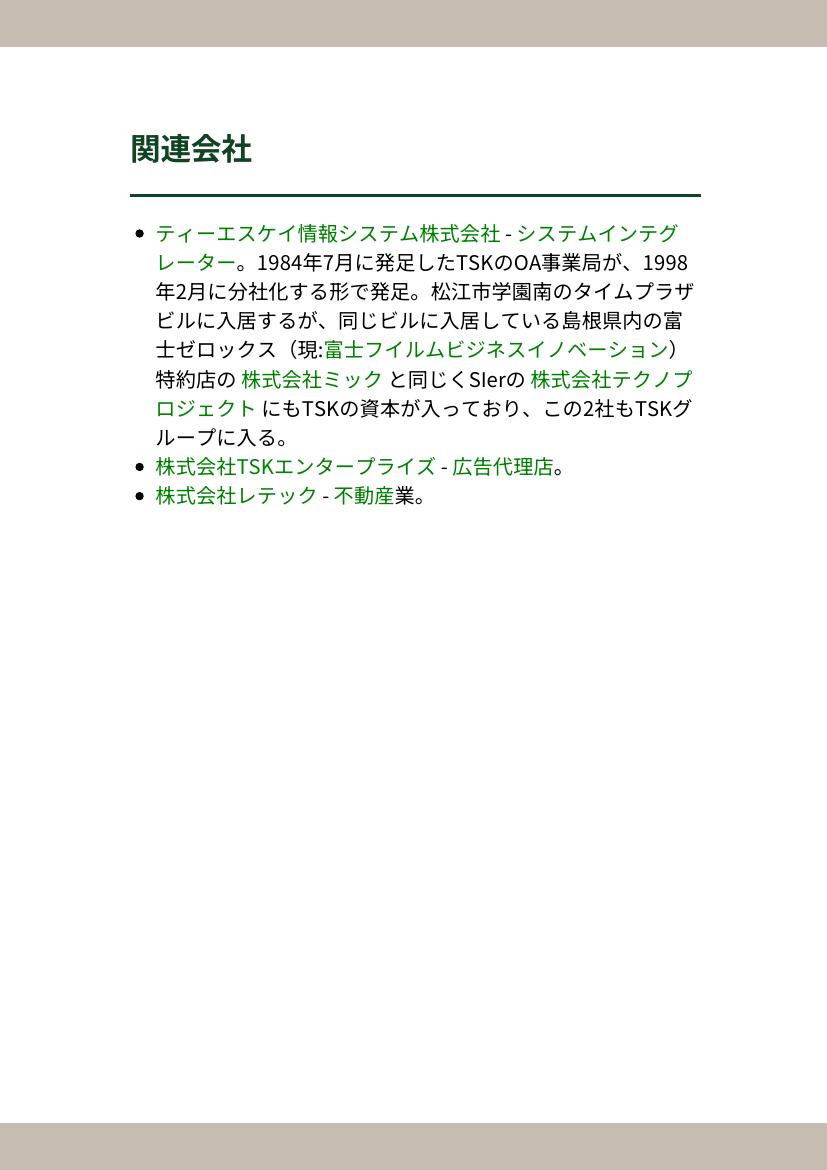 関連会社
• ティーエスケイ情報システム株式会社 - システムインテグ
レーター。1984年7月に発足したTSKのOA事業局が、1998
年2月に分社化する形で発足。松江市学園南のタイムプラザ
ビルに入居するが、同じビルに入居している島根県内の富
士ゼロックス（現:富士フイルムビジネスイノベーション）
特約店の 株式会社ミック と同じくSIerの 株式会社テクノプ
ロジェクト にもTSKの資本が入っており、この2社もTSKグ
ループに入る。
• 株式会社TSKエンタープライズ - 広告代理店。
• 株式会社レテック - 不動産業。